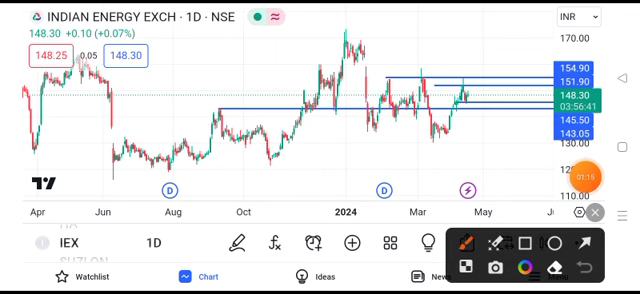 INDIAN ENERGY EXCH · 1D · NSE
INR
148.30 +0.10 (+0.07%)
148.25
0.05
148.30
170.00
154.90
151.90
148.30
03:56:41
145.50
143.05
130.00
110.00
01:15
D
D
Apr
Jun
Aug
Oct
2024
Mar
May
IEX
1D
SUZLON
Watchlist
Chart
Ideas
News